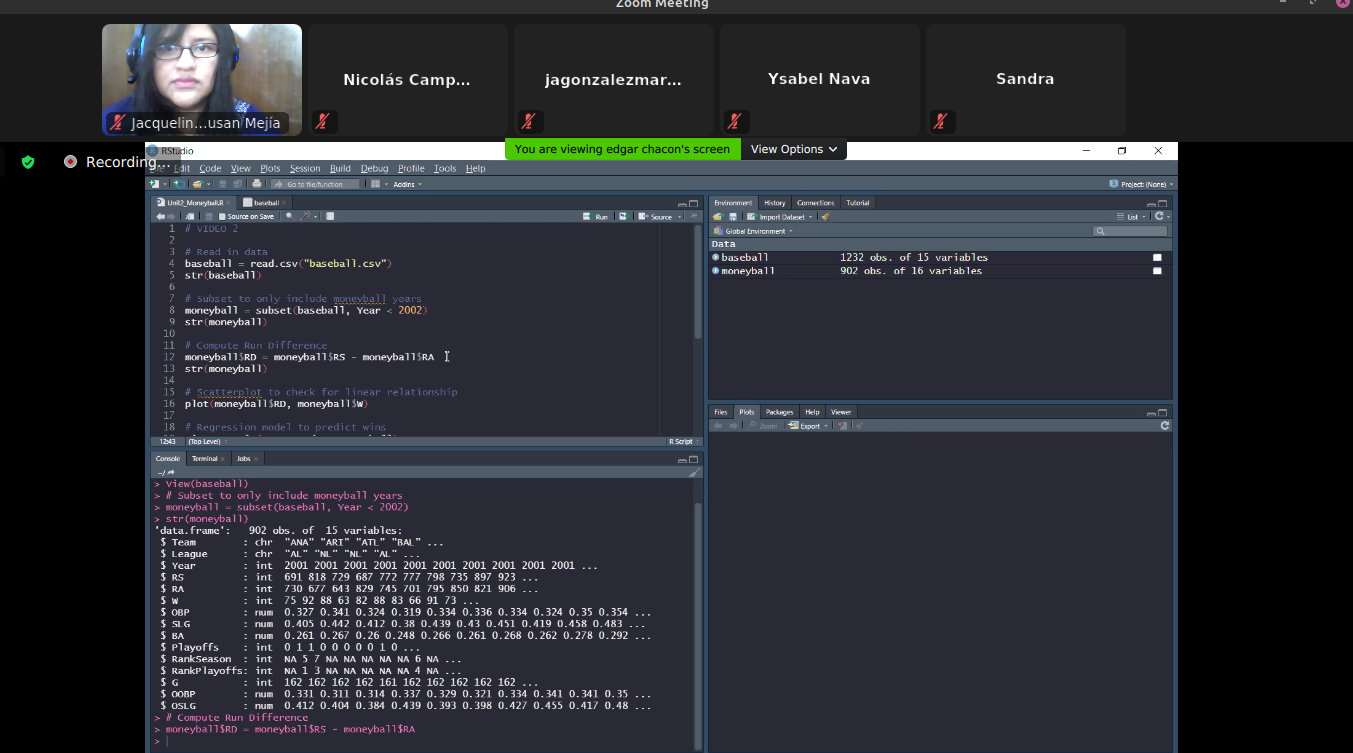 Zoom Meeting
Nicolás Camp...
jagonzalezmar...
Ysabel Nava
Sandra
Jacquelin...usan Mejía
You are viewing edgar chacon's screen
View Options
Recording...
RStudio
Edit Code View Plots Session Build Debug Profile Tools Help
Go to file/function Addins
Project: (None)
Unit2_Moneyball.R baseball
Source on Save Run Source
1 # VIDEO 2
2
3 # Read in data
4 baseball = read.csv("baseball.csv")
5 str(baseball)
6
7 # Subset to only include moneyball years
8 moneyball = subset(baseball, Year < 2002)
9 str(moneyball)
10
11 # Compute Run Difference
12 moneyball$RD = moneyball$RS - moneyball$RA
13 str(moneyball)
14
15 # Scatterplot to check for linear relationship
16 plot(moneyball$RD, moneyball$W)
17
18 # Regression model to predict wins
12:43 (Top Level) R Script
Console Terminal Jobs
~/
> View(baseball)
> # Subset to only include moneyball years
> moneyball = subset(baseball, Year < 2002)
> str(moneyball)
'data.frame': 902 obs. of 15 variables:
$ Team : chr "ANA" "ARI" "ATL" "BAL" ...
$ League : chr "AL" "NL" "NL" "AL" ...
$ Year : int 2001 2001 2001 2001 2001 2001 2001 2001 2001 2001 ...
$ RS : int 691 818 729 687 772 777 798 735 897 923 ...
$ RA : int 730 677 643 829 745 701 795 850 821 906 ...
$ W : int 75 92 88 63 82 88 83 66 91 73 ...
$ OBP : num 0.327 0.341 0.324 0.319 0.334 0.336 0.334 0.324 0.35 0.354 ...
$ SLG : num 0.405 0.442 0.412 0.38 0.439 0.43 0.451 0.419 0.458 0.483 ...
$ BA : num 0.261 0.267 0.26 0.248 0.266 0.261 0.268 0.262 0.278 0.292 ...
$ Playoffs : int 0 1 1 0 0 0 0 0 1 0 ...
$ RankSeason : int NA 5 7 NA NA NA NA NA 6 NA ...
$ RankPlayoffs: int NA 1 3 NA NA NA NA NA 4 NA ...
$ G : int 162 162 162 162 161 162 162 162 162 162 ...
$ OOBP : num 0.331 0.311 0.314 0.337 0.329 0.321 0.334 0.341 0.341 0.35 ...
$ OSLG : num 0.412 0.404 0.384 0.439 0.393 0.398 0.427 0.455 0.417 0.48 ...
> # Compute Run Difference
> moneyball$RD = moneyball$RS - moneyball$RA
>
Environment History Connections Tutorial
Import Dataset List
Global Environment
Data
baseball 1232 obs. of 15 variables
moneyball 902 obs. of 16 variables
Files Plots Packages Help Viewer
Zoom Export